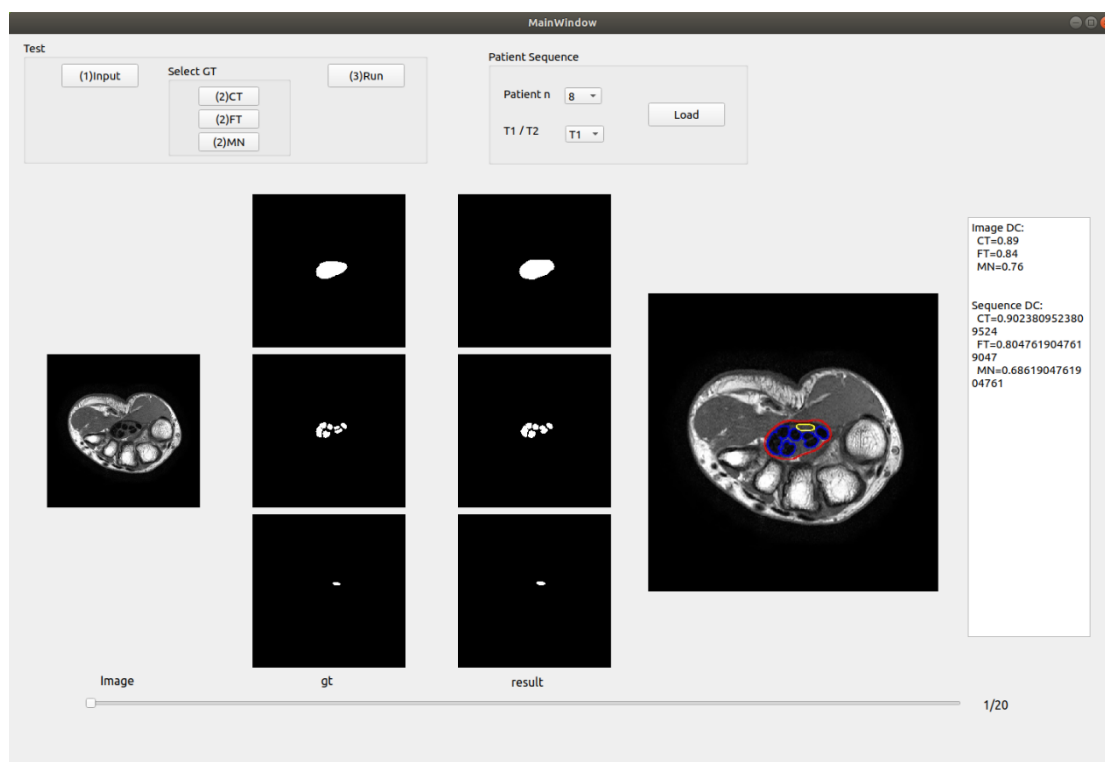 MainWindow
Test
(1)Input
Select GT
(2)CT
(2)FT
(2)MN
(3)Run
Patient Sequence
Patient n
8
T1 / T2
T1
Load
Image DC:
CT=0.89
FT=0.84
MN=0.76
Sequence DC:
CT=0.902380952380
9524
FT=0.804761904761
9047
MN=0.68619047619
04761
Image
gt
result
1/20